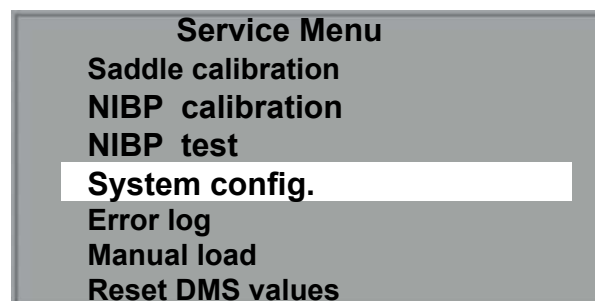 Service Menu
Saddle calibration
NIBP calibration
NIBP test
System config.
Error log
Manual load
Reset DMS values